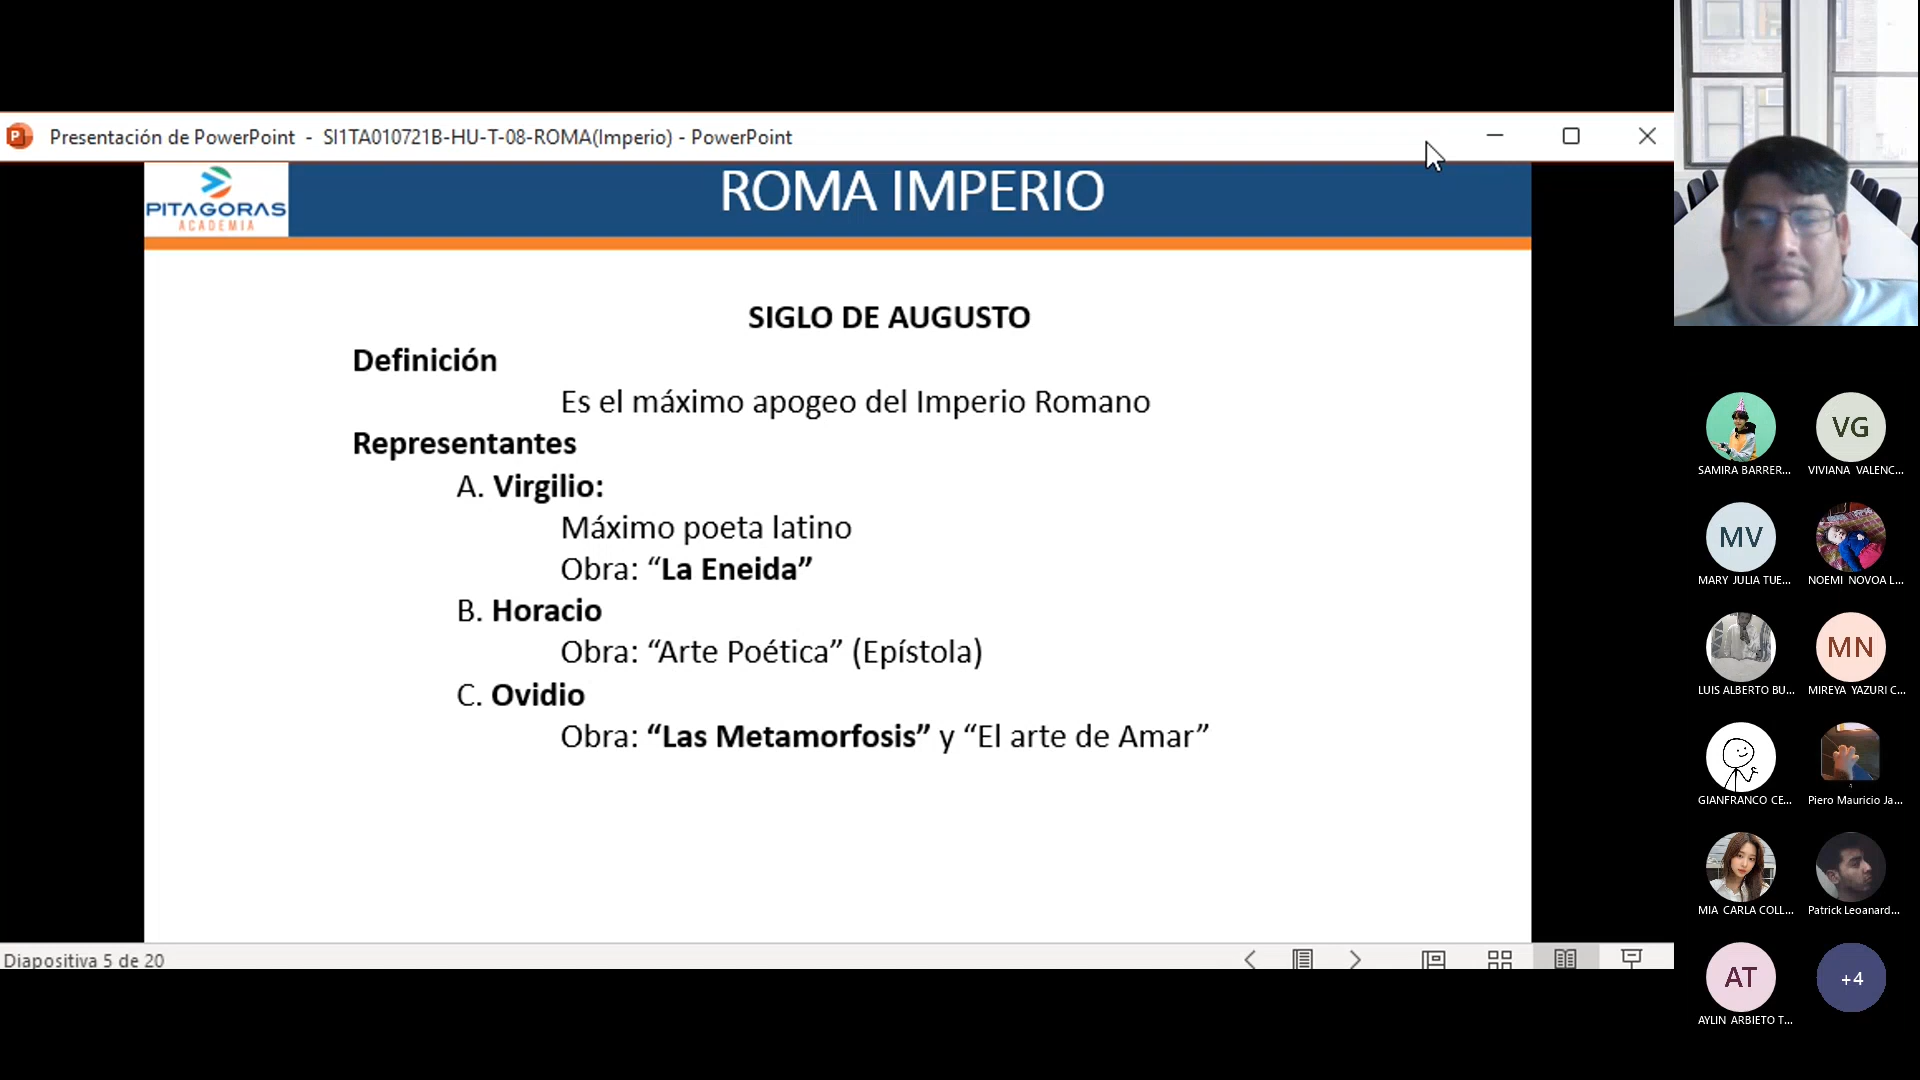 Presentación de PowerPoint - SI1TA010721B-HU-T-08-ROMA(Imperio) - PowerPoint
PITAGORAS
ACADEMIA
ROMA IMPERIO
SIGLO DE AUGUSTO
Definición
Es el máximo apogeo del Imperio Romano
Representantes
A. Virgilio:
Máximo poeta latino
Obra: “La Eneida”
B. Horacio
Obra: “Arte Poética” (Epístola)
C. Ovidio
Obra: “Las Metamorfosis” y “El arte de Amar”
Diapositiva 5 de 20
SAMIRA BARRER...
VG
VIVIANA VALENC...
MV
MARY JULIA TUE...
NOEMI NOVOA L...
LUIS ALBERTO BU...
MN
MIREYA YAZURI C...
GIANFRANCO CE...
Piero Mauricio Ja...
MIA CARLA COLL...
Patrick Leoanard...
AT
AYLIN ARBIETO T...
+4